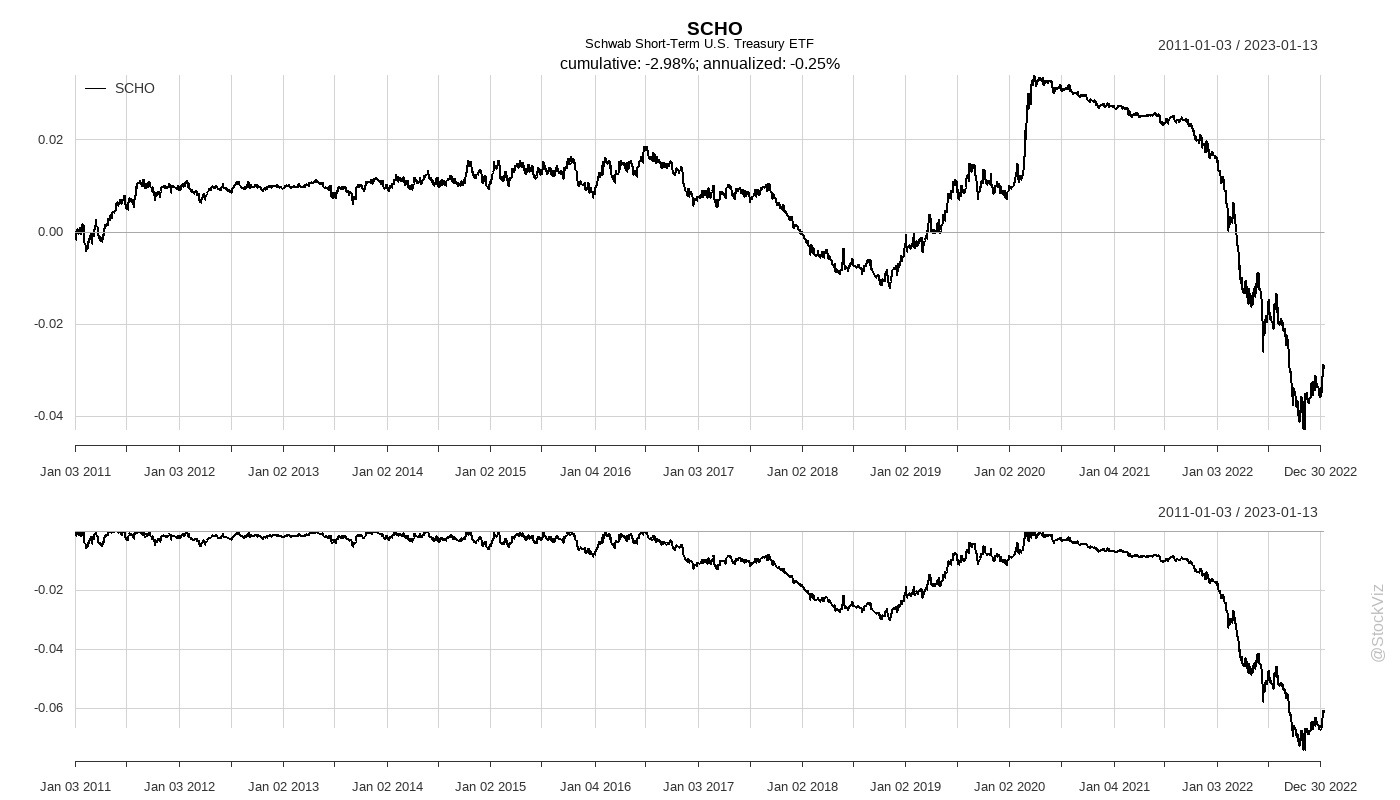 SCHO
Schwab Short-Term U.S. Treasury ETF
2011-01-03 / 2023-01-13
cumulative: -2.98%; annualized: -0.25%
SCHO
0.02
0.00
-0.02
-0.04
Jan 03 2011 Jan 03 2012 Jan 02 2013 Jan 02 2014 Jan 02 2015 Jan 04 2016 Jan 03 2017 Jan 02 2018 Jan 02 2019 Jan 02 2020 Jan 04 2021 Jan 03 2022 Dec 30 2022
2011-01-03 / 2023-01-13
-0.02
-0.04
-0.06
@StockViz
Jan 03 2011 Jan 03 2012 Jan 02 2013 Jan 02 2014 Jan 02 2015 Jan 04 2016 Jan 03 2017 Jan 02 2018 Jan 02 2019 Jan 02 2020 Jan 04 2021 Jan 03 2022 Dec 30 2022